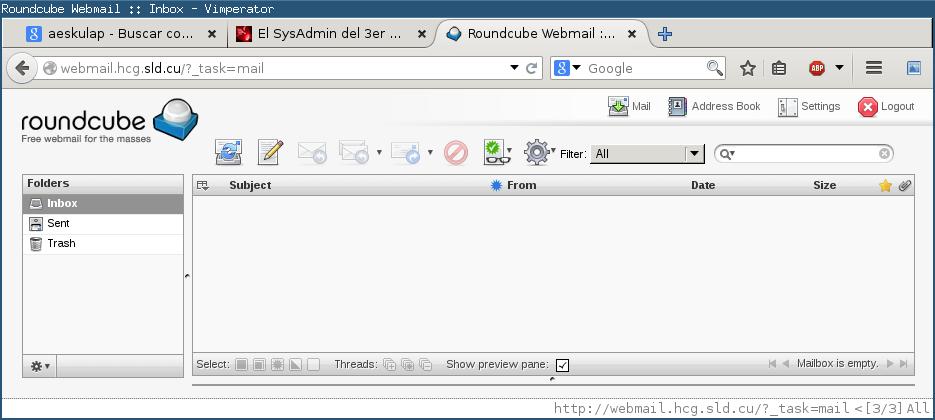 Roundcube Webmail :: Inbox - Vimperator
aeskulap - Buscar co... El SysAdmin del 3er ... Roundcube Webmail :...
webmail.hcg.sld.cu/?_task=mail Google ABP
roundcube
Free webmail for the masses
Mail Address Book Settings Logout
Filter: All
Folders
Inbox
Sent
Trash
Subject From Date Size
Select: Threads: Show preview pane: Mailbox is empty.
http://webmail.hcg.sld.cu/?_task=mail <[3/3] All